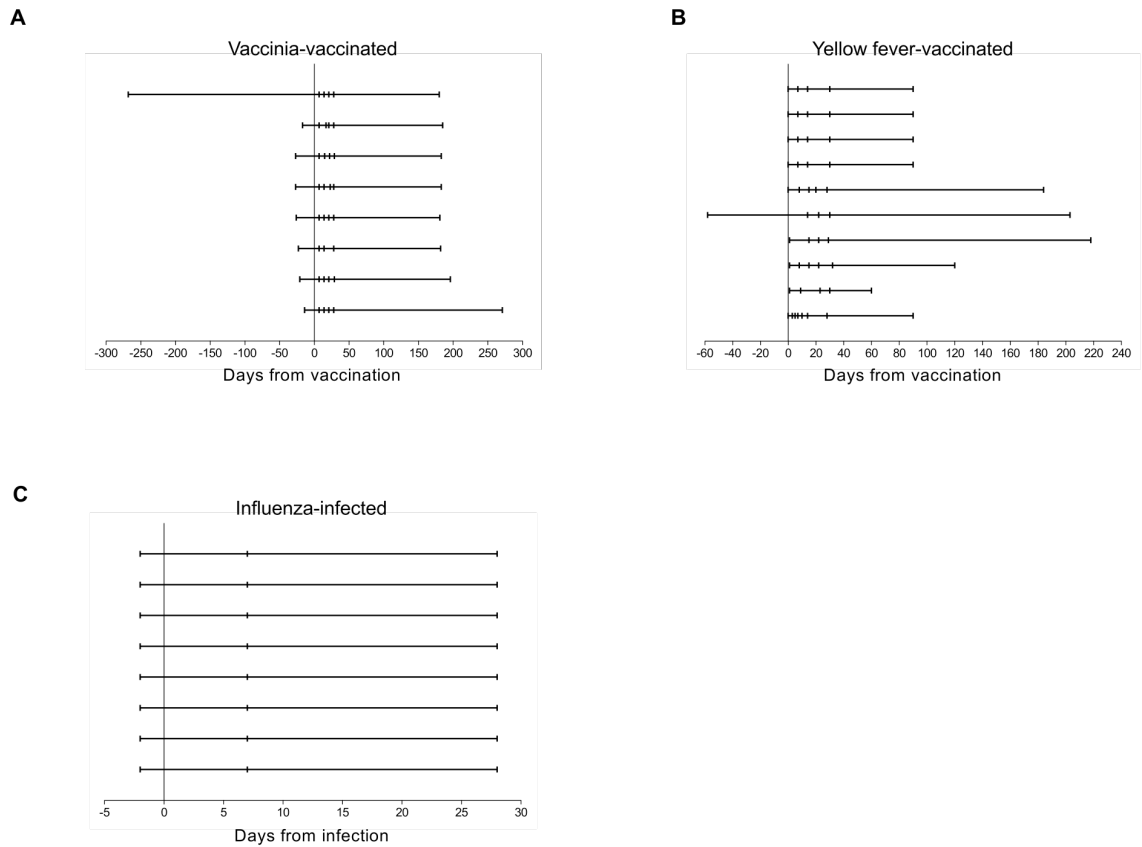 A
Vaccinia-vaccinated
-300 -250 -200 -150 -100 -50 0 50 100 150 200 250 300
Days from vaccination
B
Yellow fever-vaccinated
-60 -40 -20 0 20 40 60 80 100 120 140 160 180 200 220 240
Days from vaccination
C
Influenza-infected
-5 0 5 10 15 20 25 30
Days from infection